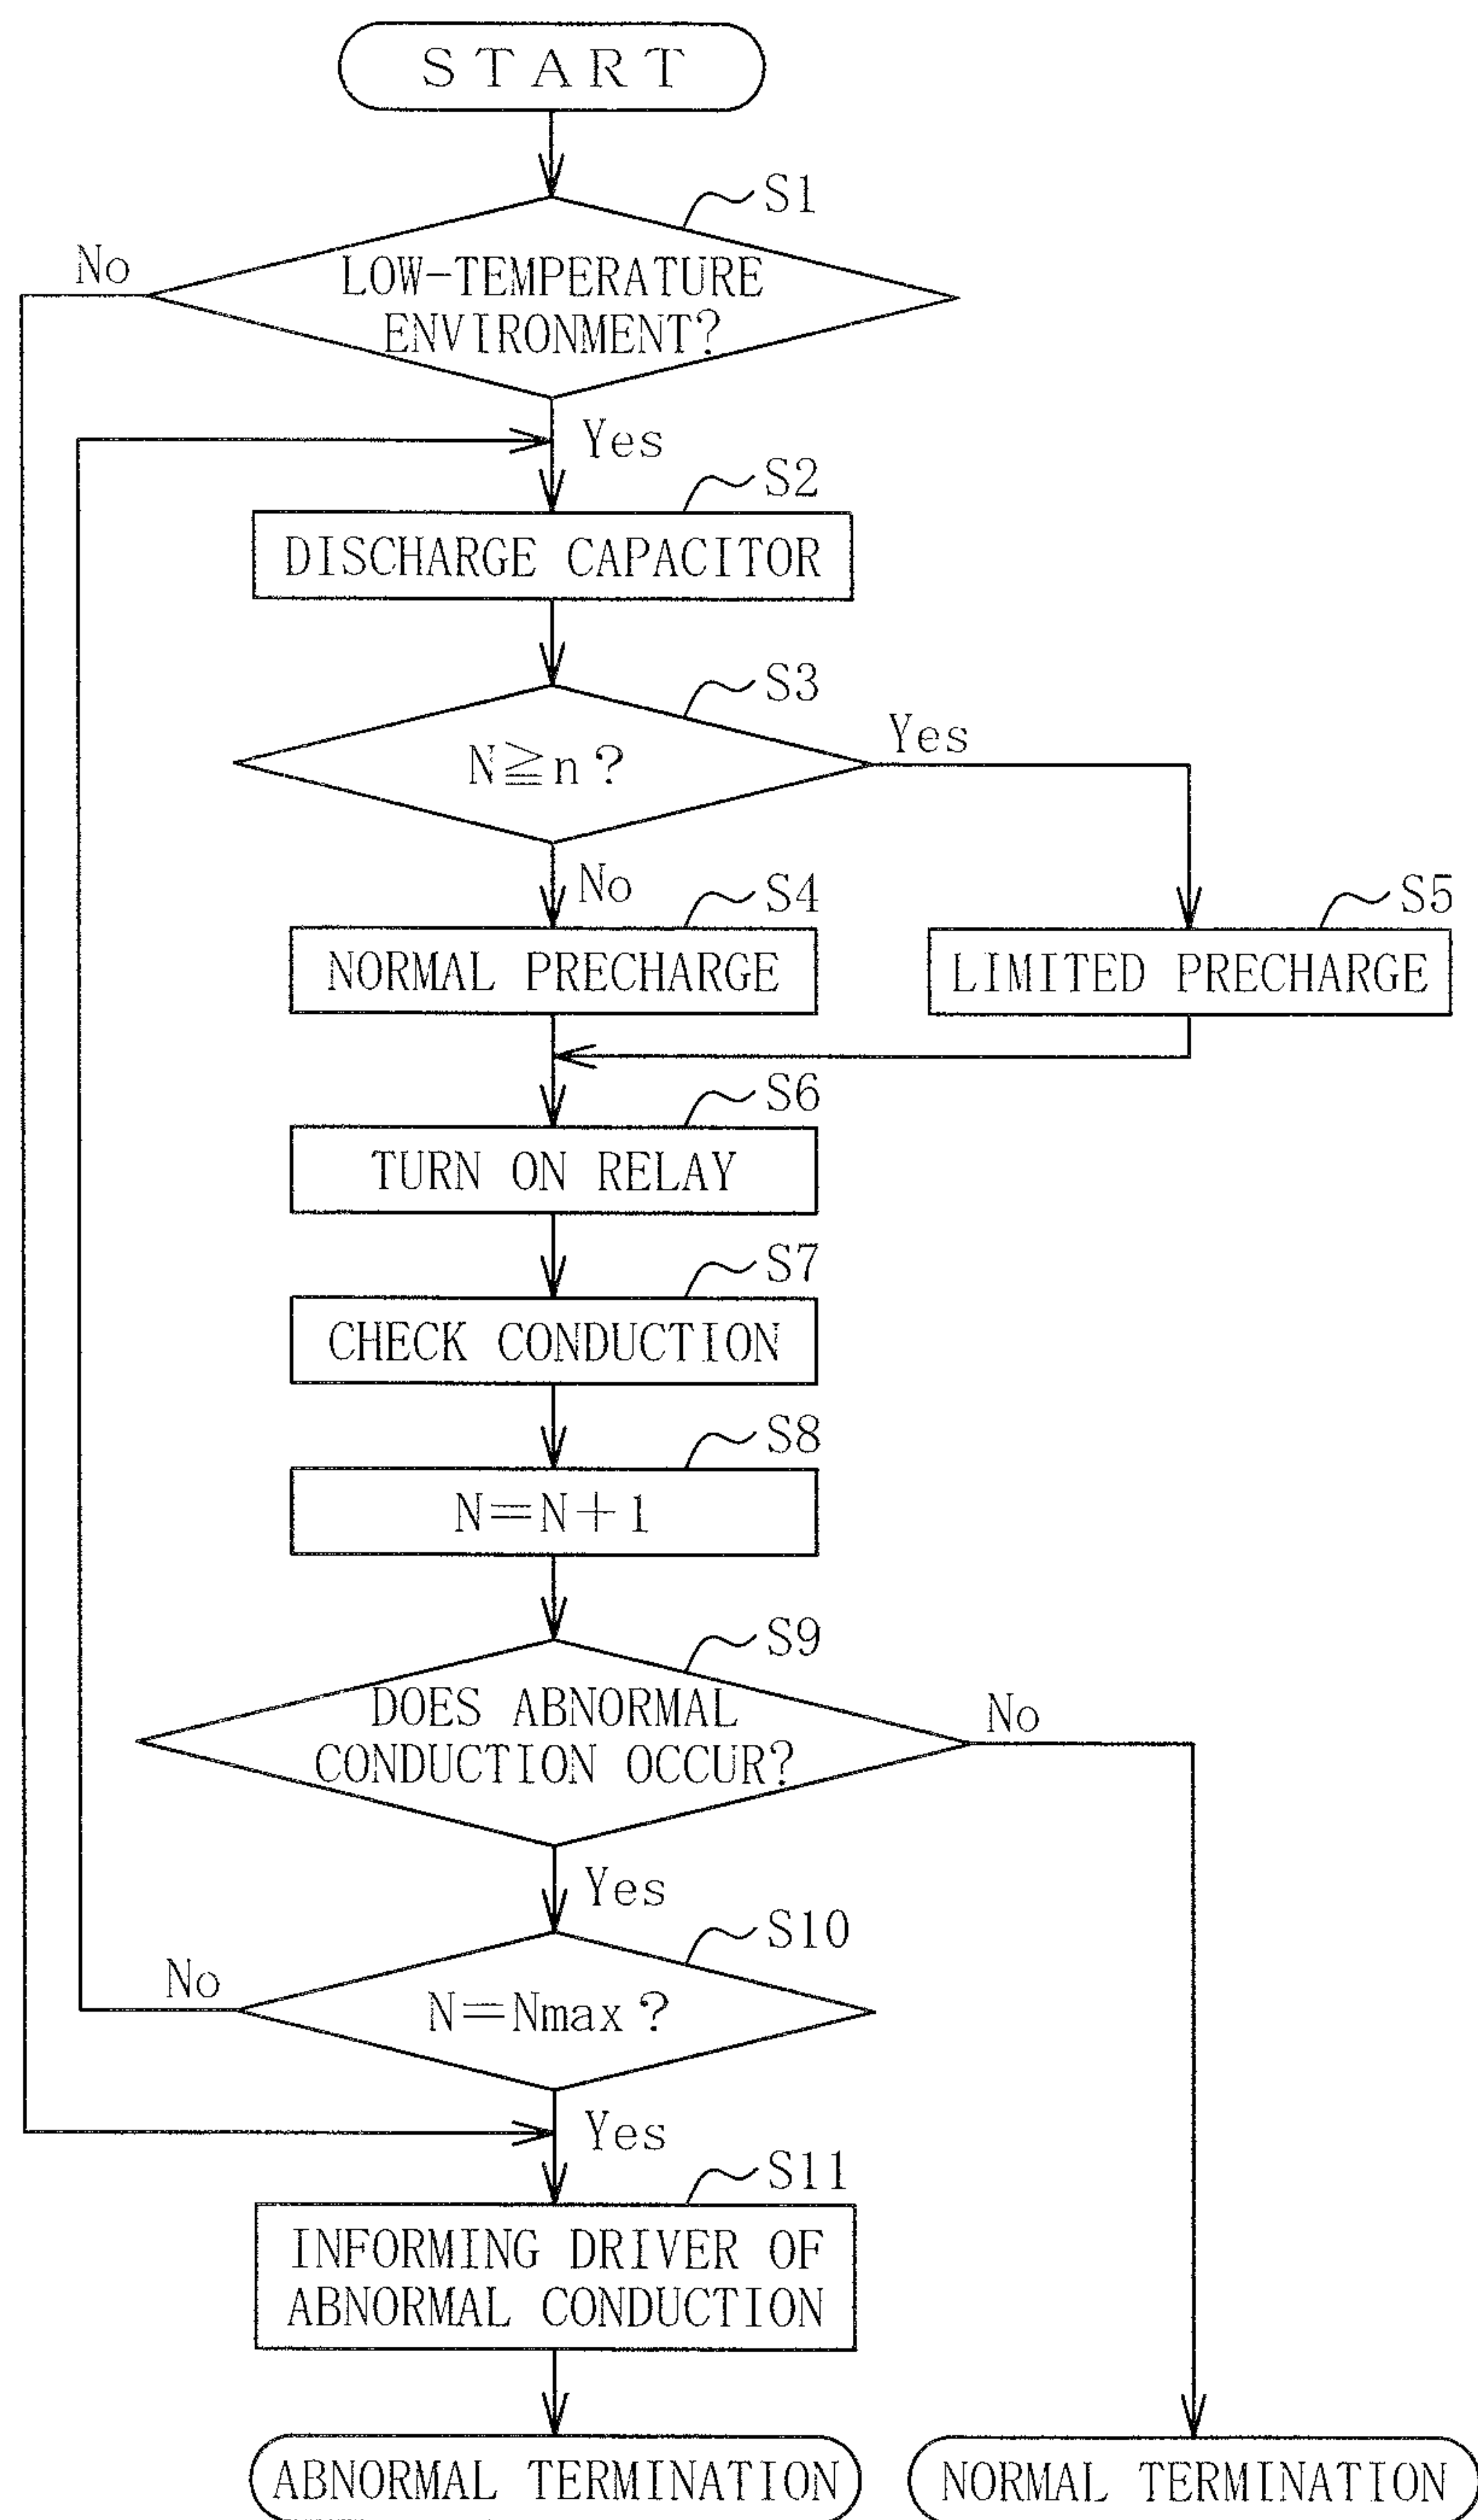 START
S1
No
LOW-TEMPERATURE
ENVIRONMENT?
Yes
S2
DISCHARGE CAPACITOR
S3
N≧n?
Yes
No
S4
S5
NORMAL PRECHARGE
LIMITED PRECHARGE
S6
TURN ON RELAY
S7
CHECK CONDUCTION
S8
N=N+1
S9
DOES ABNORMAL
CONDUCTION OCCUR?
No
Yes
S10
No
N=Nmax?
Yes
S11
INFORMING DRIVER OF
ABNORMAL CONDUCTION
ABNORMAL TERMINATION
NORMAL TERMINATION